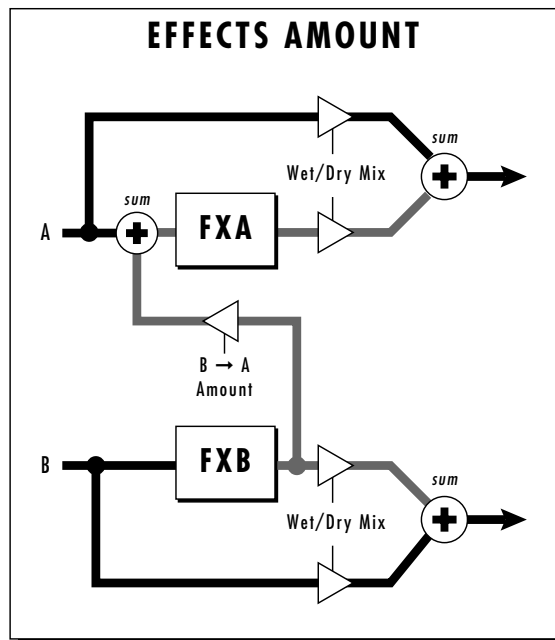 EFFECTS AMOUNT
sum
Wet/Dry Mix
sum
A
FXA
B → A
Amount
B
FXB
sum
Wet/Dry Mix